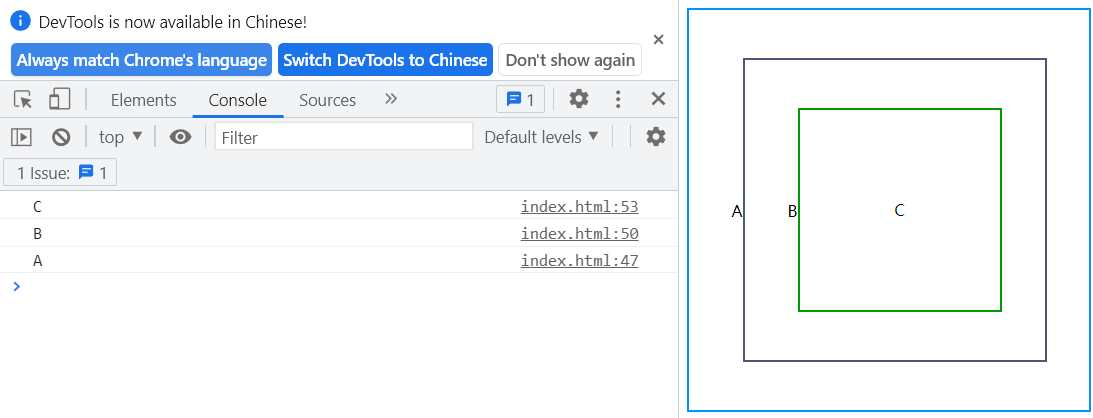 DevTools is now available in Chinese!
Always match Chrome's language Switch DevTools to Chinese Don't show again
Elements Console Sources 1
top Filter Default levels
1 Issue: 1
C index.html:53
B index.html:50
A index.html:47
A B C